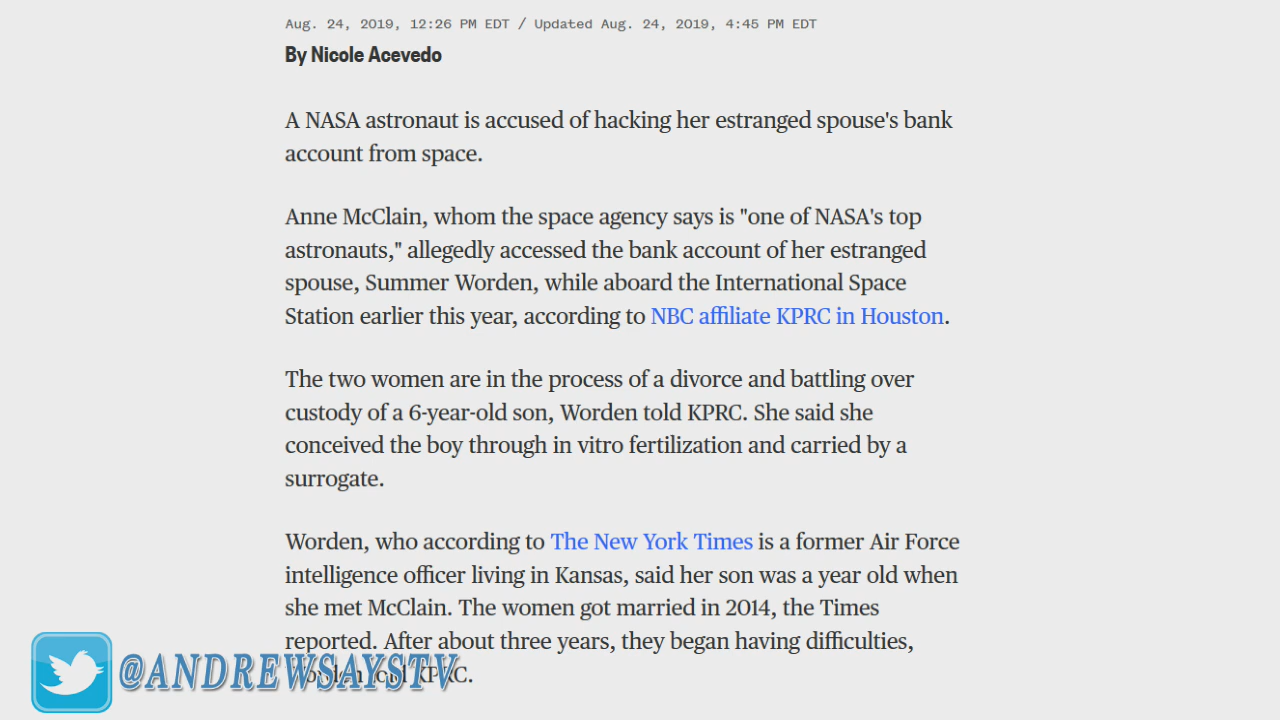 Aug. 24, 2019, 12:26 PM EDT / Updated Aug. 24, 2019, 4:45 PM EDT
By Nicole Acevedo
A NASA astronaut is accused of hacking her estranged spouse's bank
account from space.
Anne McClain, whom the space agency says is "one of NASA's top
astronauts," allegedly accessed the bank account of her estranged
spouse, Summer Worden, while aboard the International Space
Station earlier this year, according to NBC affiliate KPRC in Houston.
The two women are in the process of a divorce and battling over
custody of a 6-year-old son, Worden told KPRC. She said she
conceived the boy through in vitro fertilization and carried by a
surrogate.
Worden, who according to The New York Times is a former Air Force
intelligence officer living in Kansas, said her son was a year old when
she met McClain. The women got married in 2014, the Times
reported. After about three years, they began having difficulties,
Worden told KPRC.
@ANDREWSAYSTV